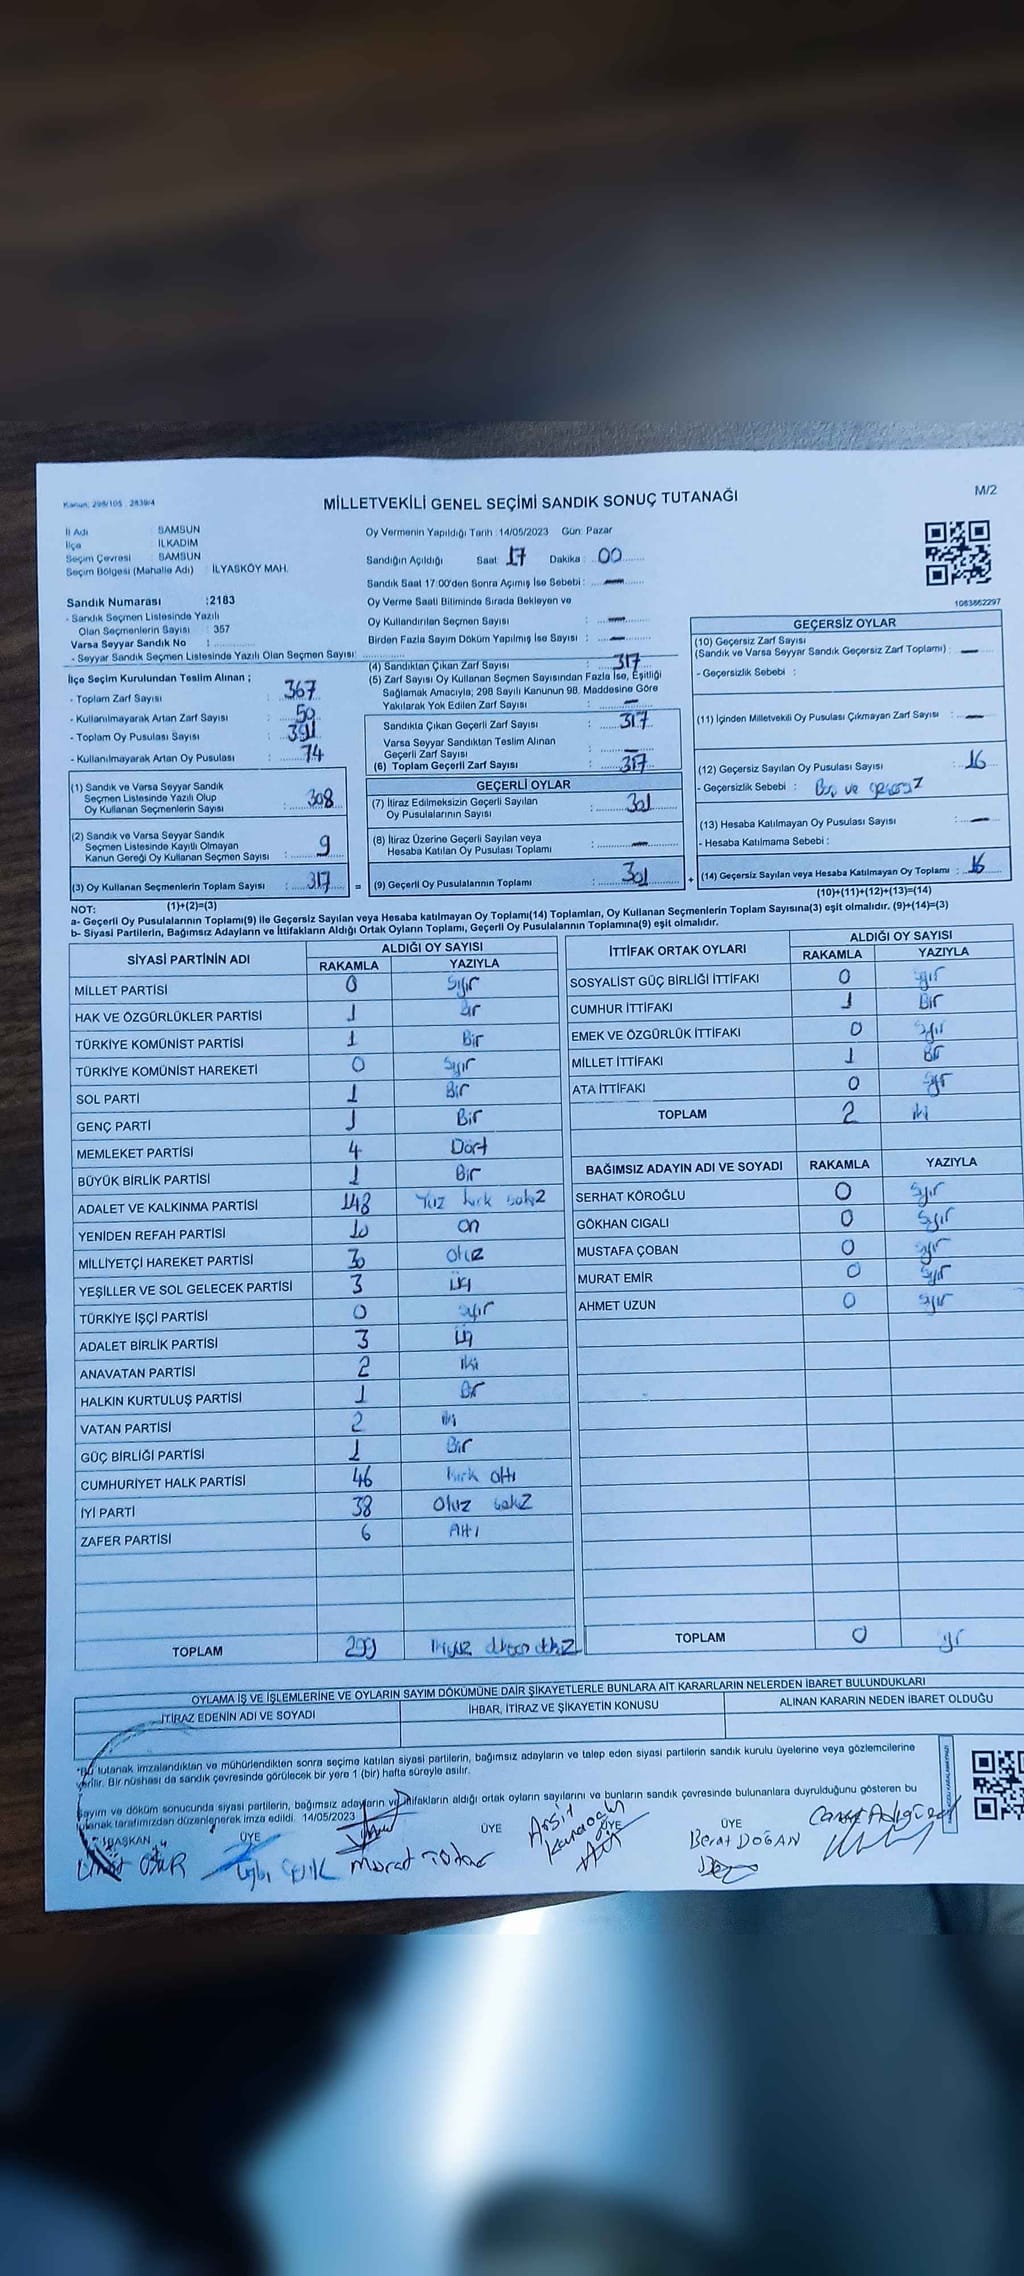 Kanun: 298/105 : 2839/4
MİLLETVEKİLİ GENEL SEÇİMİ SANDIK SONUÇ TUTANAĞI
M/2
İl Adı : SAMSUN
İlçe : İLKADIM
Seçim Çevresi : SAMSUN
Seçim Bölgesi (Mahalle Adı) : İLYASKÖY MAH.
Sandık Numarası :2183
- Sandık Seçmen Listesinde Yazılı
Olan Seçmenlerin Sayısı : 357
Varsa Seyyar Sandık No :
- Seyyar Sandık Seçmen Listesinde Yazılı Olan Seçmen Sayısı:
Oy Vermenin Yapıldığı Tarih :14/05/2023 Gün: Pazar
Sandığın Açıldığı Saat 17 Dakika : 00
Sandık Saat 17:00'den Sonra Açımış İse Sebebi : —
Oy Verme Saati Bitiminde Sırada Bekleyen ve
Oy Kullandırılan Seçmen Sayısı : —
Birden Fazla Sayım Döküm Yapılmış İse Sayısı : —
1083862297
İlçe Seçim Kurulundan Teslim Alınan ;
- Toplam Zarf Sayısı : 367
- Kullanılmayarak Artan Zarf Sayısı : 50
- Toplam Oy Pusulası Sayısı : 391
- Kullanılmayarak Artan Oy Pusulası : 74
(4) Sandıktan Çıkan Zarf Sayısı : 317
(5) Zarf Sayısı Oy Kullanan Seçmen Sayısından Fazla İse, Eşitliği
Sağlamak Amacıyla; 298 Sayılı Kanunun 98. Maddesine Göre
Yakılarak Yok Edilen Zarf Sayısı : —
Sandıkta Çıkan Geçerli Zarf Sayısı : 317
Varsa Seyyar Sandıktan Teslim Alınan
Geçerli Zarf Sayısı : —
(6) Toplam Geçerli Zarf Sayısı : 317
GEÇERSİZ OYLAR
(10) Geçersiz Zarf Sayısı
(Sandık ve Varsa Seyyar Sandık Geçersiz Zarf Toplamı) : —
- Geçersizlik Sebebi :
(11) İçinden Milletvekili Oy Pusulası Çıkmayan Zarf Sayısı : —
(12) Geçersiz Sayılan Oy Pusulası Sayısı : 16
- Geçersizlik Sebebi : Boş ve geçersiz
(13) Hesaba Katılmayan Oy Pusulası Sayısı : —
- Hesaba Katılmama Sebebi :
(14) Geçersiz Sayılan veya Hesaba Katılmayan Oy Toplamı : 16
(10)+(11)+(12)+(13)=(14)
(1) Sandık ve Varsa Seyyar Sandık
Seçmen Listesinde Yazılı Olup
Oy Kullanan Seçmenlerin Sayısı : 308
(2) Sandık ve Varsa Seyyar Sandık
Seçmen Listesinde Kayıtlı Olmayan
Kanun Gereği Oy Kullanan Seçmen Sayısı : 9
(3) Oy Kullanan Seçmenlerin Toplam Sayısı : 317 =
(1)+(2)=(3)
GEÇERLİ OYLAR
(7) İtiraz Edilmeksizin Geçerli Sayılan
Oy Pusulalarının Sayısı : 301
(8) İtiraz Üzerine Geçerli Sayılan veya
Hesaba Katılan Oy Pusulası Toplamı : —
(9) Geçerli Oy Pusulalarının Toplamı : 301 +
NOT:
a- Geçerli Oy Pusulalarının Toplamı(9) ile Geçersiz Sayılan veya Hesaba katılmayan Oy Toplamı(14) Toplamları, Oy Kullanan Seçmenlerin Toplam Sayısına(3) eşit olmalıdır. (9)+(14)=(3)
b- Siyasi Partilerin, Bağımsız Adayların ve İttifakların Aldığı Oyların Toplamı, Geçerli Oy Pusulalarının Toplamına(9) eşit olmalıdır.
SİYASİ PARTİNİN ADI ALDIĞI OY SAYISI
RAKAMLA YAZIYLA
MİLLET PARTİSİ 0 Sıfır
HAK VE ÖZGÜRLÜKLER PARTİSİ 1 Bir
TÜRKİYE KOMÜNİST PARTİSİ 1 Bir
TÜRKİYE KOMÜNİST HAREKETİ 0 Sıfır
SOL PARTİ 1 Bir
GENÇ PARTİ 1 Bir
MEMLEKET PARTİSİ 4 Dört
BÜYÜK BİRLİK PARTİSİ 1 Bir
ADALET VE KALKINMA PARTİSİ 148 Yüz kırk sekiz
YENİDEN REFAH PARTİSİ 10 on
MİLLİYETÇİ HAREKET PARTİSİ 30 otuz
YEŞİLLER VE SOL GELECEK PARTİSİ 3 üç
TÜRKİYE İŞÇİ PARTİSİ 0 sıfır
ADALET BİRLİK PARTİSİ 3 üç
ANAVATAN PARTİSİ 2 iki
HALKIN KURTULUŞ PARTİSİ 1 Bir
VATAN PARTİSİ 2 iki
GÜÇ BİRLİĞİ PARTİSİ 1 Bir
CUMHURİYET HALK PARTİSİ 46 kırk altı
İYİ PARTİ 38 Otuz sekiz
ZAFER PARTİSİ 6 Altı
TOPLAM 299 ikiyüz doksan dokuz
İTTİFAK ORTAK OYLARI ALDIĞI OY SAYISI
RAKAMLA YAZIYLA
SOSYALİST GÜÇ BİRLİĞİ İTTİFAKI 0 sıfır
CUMHUR İTTİFAKI 1 Bir
EMEK VE ÖZGÜRLÜK İTTİFAKI 0 sıfır
MİLLET İTTİFAKI 1 Bir
ATA İTTİFAKI 0 sıfır
TOPLAM 2 iki
BAĞIMSIZ ADAYIN ADI VE SOYADI RAKAMLA YAZIYLA
SERHAT KÖROĞLU 0 Sıfır
GÖKHAN CIGALI 0 Sıfır
MUSTAFA ÇOBAN 0 sıfır
MURAT EMİR 0 sıfır
AHMET UZUN 0 sıfır
TOPLAM 0 sıfır
OYLAMA İŞ VE İŞLEMLERİNE VE OYLARIN SAYIM DÖKÜMÜNE DAİR ŞİKAYETLERLE BUNLARA AİT KARARLARIN NELERDEN İBARET BULUNDUKLARI
İTİRAZ EDENİN ADI VE SOYADI İHBAR, İTİRAZ VE ŞİKAYETİN KONUSU ALINAN KARARIN NEDEN İBARET OLDUĞU
*Bu tutanak imzalandıktan ve mühürlendikten sonra seçime katılan siyasi partilerin, bağımsız adayların ve talep eden siyasi partilerin sandık kurulu üyelerine veya gözlemcilerine
verilir. Bir nüshası da sandık çevresinde görülecek bir yere 1 (bir) hafta süreyle asılır.
Sayım ve döküm sonucunda siyasi partilerin, bağımsız adayların ve ittifakların aldığı ortak oyların sayılarını ve bunların sandık çevresinde bulunanlara duyrulduğunu gösteren bu
tutanak tarafımızdan düzenlenerek imza edildi. 14/05/2023
BAŞKAN ÜYE ÜYE ÜYE ÜYE
Murat Berat DOĞAN